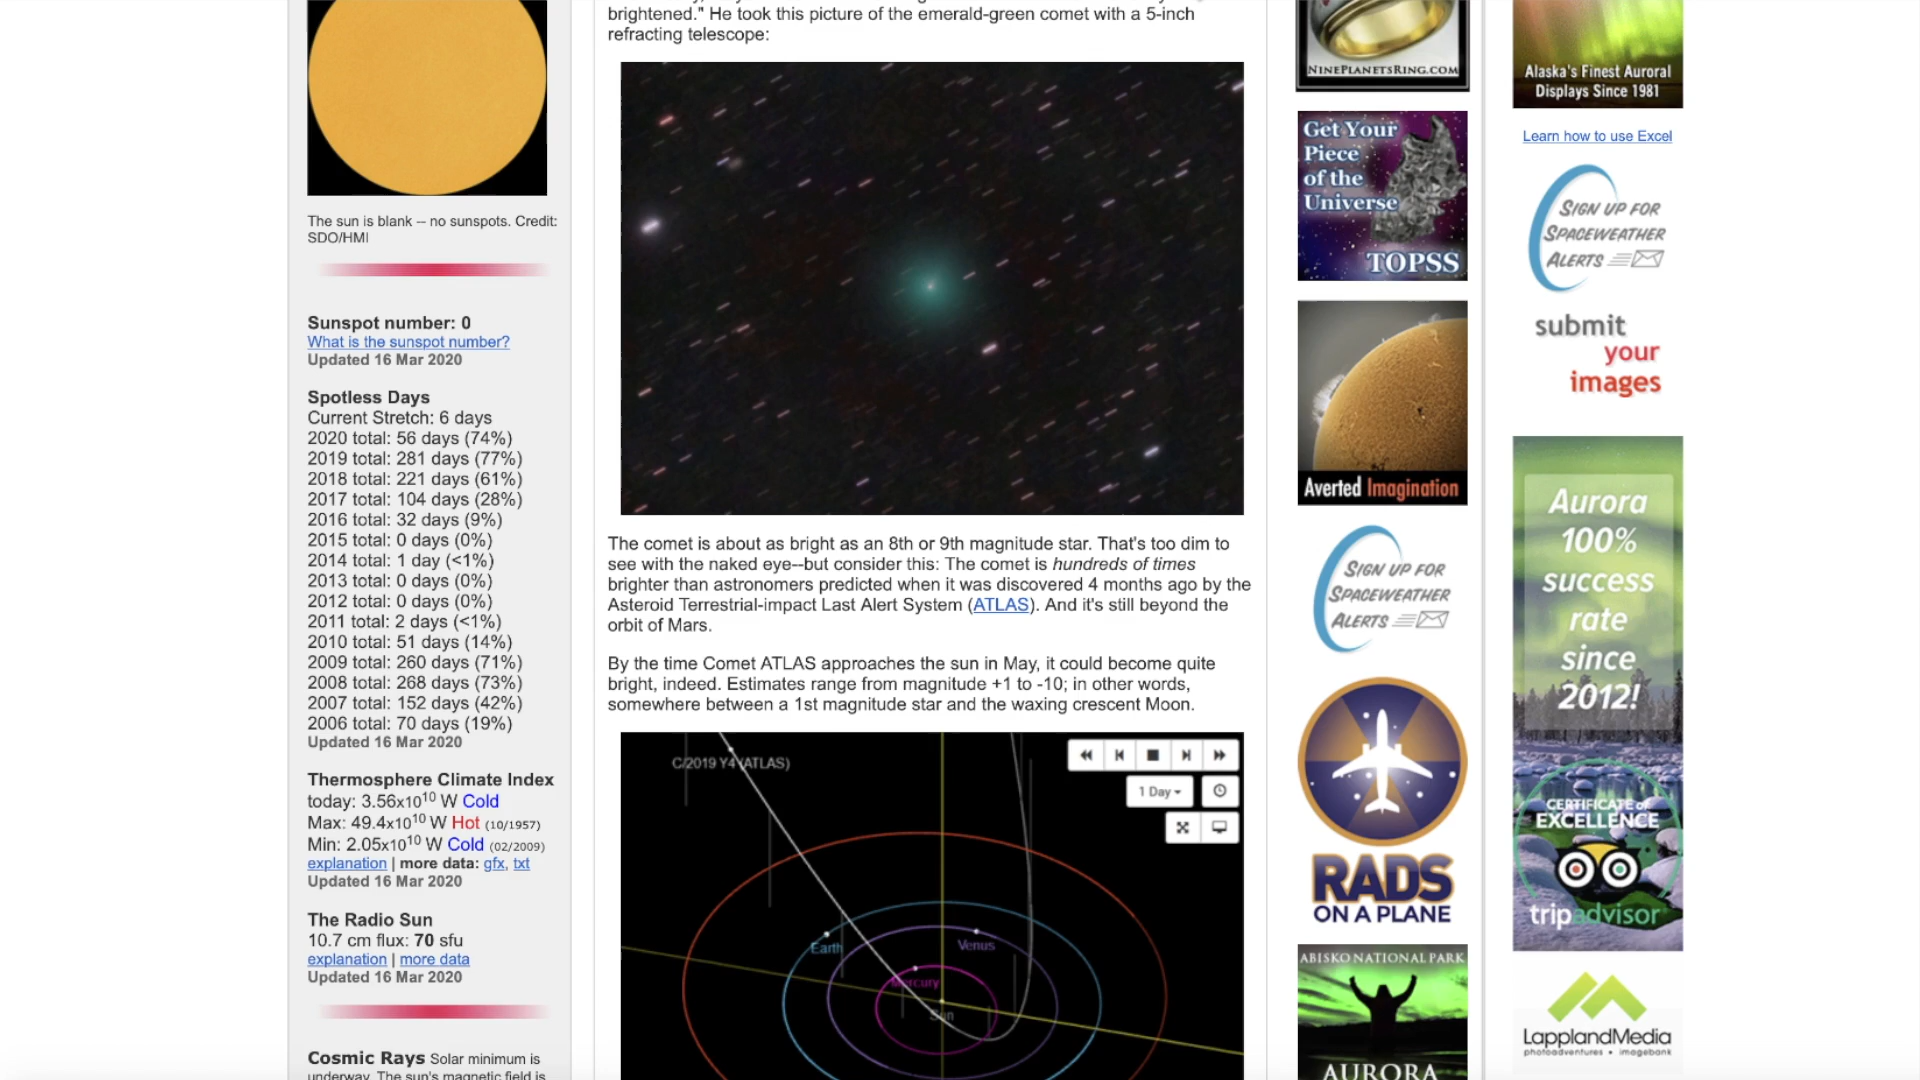 The sun is blank -- no sunspots. Credit:
SDO/HMI
Sunspot number: 0
What is the sunspot number?
Updated 16 Mar 2020
Spotless Days
Current Stretch: 6 days
2020 total: 56 days (74%)
2019 total: 281 days (77%)
2018 total: 221 days (61%)
2017 total: 104 days (28%)
2016 total: 32 days (9%)
2015 total: 0 days (0%)
2014 total: 1 day (<1%)
2013 total: 0 days (0%)
2012 total: 0 days (0%)
2011 total: 2 days (<1%)
2010 total: 51 days (14%)
2009 total: 260 days (71%)
2008 total: 268 days (73%)
2007 total: 152 days (42%)
2006 total: 70 days (19%)
Updated 16 Mar 2020
Thermosphere Climate Index
today: 3.56x10¹⁰ W Cold
Max: 49.4x10¹⁰ W Hot (10/1957)
Min: 2.05x10¹⁰ W Cold (02/2009)
explanation | more data: gfx, txt
Updated 16 Mar 2020
The Radio Sun
10.7 cm flux: 70 sfu
explanation | more data
Updated 16 Mar 2020
Cosmic Rays Solar minimum is
underway. The sun's magnetic field is
brightened." He took this picture of the emerald-green comet with a 5-inch
refracting telescope:
The comet is about as bright as an 8th or 9th magnitude star. That's too dim to
see with the naked eye--but consider this: The comet is hundreds of times
brighter than astronomers predicted when it was discovered 4 months ago by the
Asteroid Terrestrial-impact Last Alert System (ATLAS). And it's still beyond the
orbit of Mars.
By the time Comet ATLAS approaches the sun in May, it could become quite
bright, indeed. Estimates range from magnitude +1 to -10; in other words,
somewhere between a 1st magnitude star and the waxing crescent Moon.
C/2019 Y4 (ATLAS)
1 Day
Earth
Venus
Mercury
Sun
NINEPLANETSRING.COM
Get Your
Piece
of the
Universe
TOPSS
Averted Imagination
SIGN UP FOR
SPACEWEATHER
ALERTS
RADS
ON A PLANE
ABISKO NATIONAL PARK
AURORA
Alaska's Finest Auroral
Displays Since 1981
Learn how to use Excel
SIGN UP FOR
SPACEWEATHER
ALERTS
submit
your
images
Aurora
100%
success
rate
since
2012!
CERTIFICATE of
EXCELLENCE
tripadvisor
LapplandMedia
photoadventures • imagebank